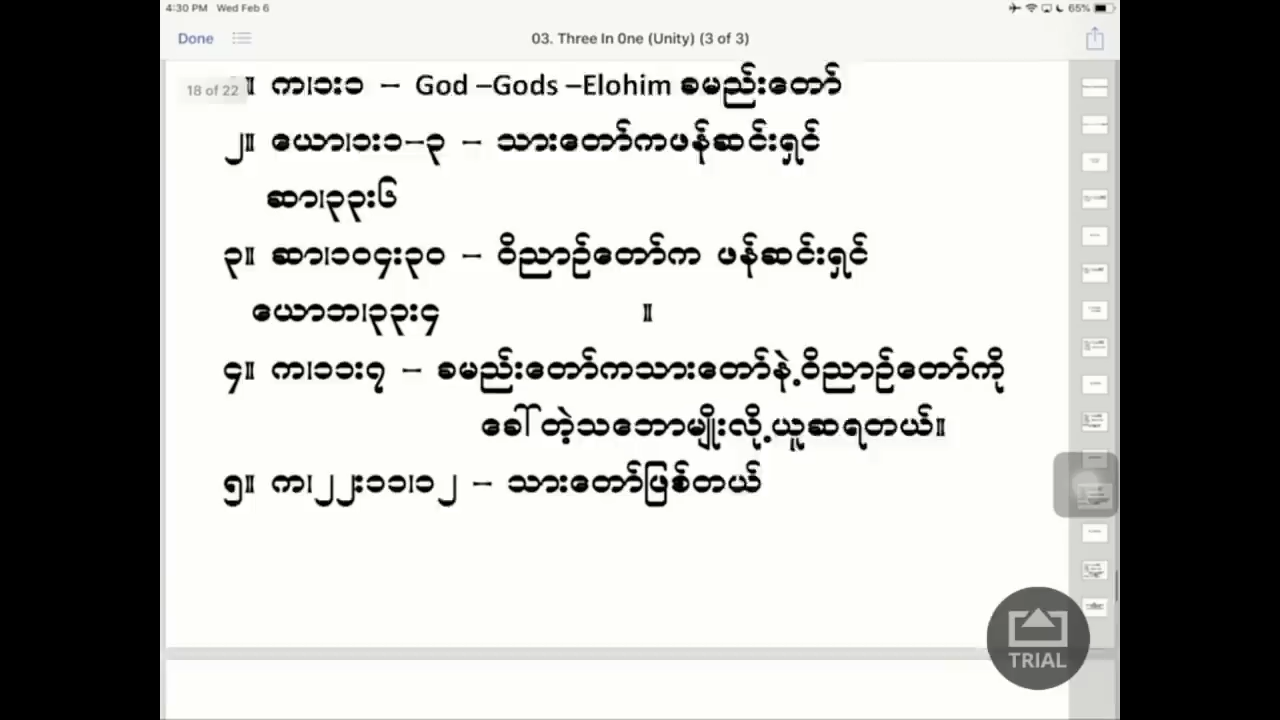 4:30 PM Wed Feb 6
65%
Done
03. Three In One (Unity) (3 of 3)
18 of 22
။ က၊၁း၁ – God –Gods –Elohim ခမည်းတော်
၂။ ယော၊၁း၁-၃ – သားတော်ကဖန်ဆင်းရှင်
ဆာ၊၃၃း၆
၃။ ဆာ၊၁၀၄း၃၀ – ဝိညာဉ်တော်က ဖန်ဆင်းရှင်
ယောဘ၊၃၃း၄ ။
၄။ က၊၁၁း၇ – ခမည်းတော်ကသားတော်နဲ့ဝိညာဉ်တော်ကို
ခေါ်တဲ့သဘောမျိုးလို့ယူဆရတယ်။
၅။ က၊၂၂း၁၁၊၁၂ – သားတော်ဖြစ်တယ်
TRIAL